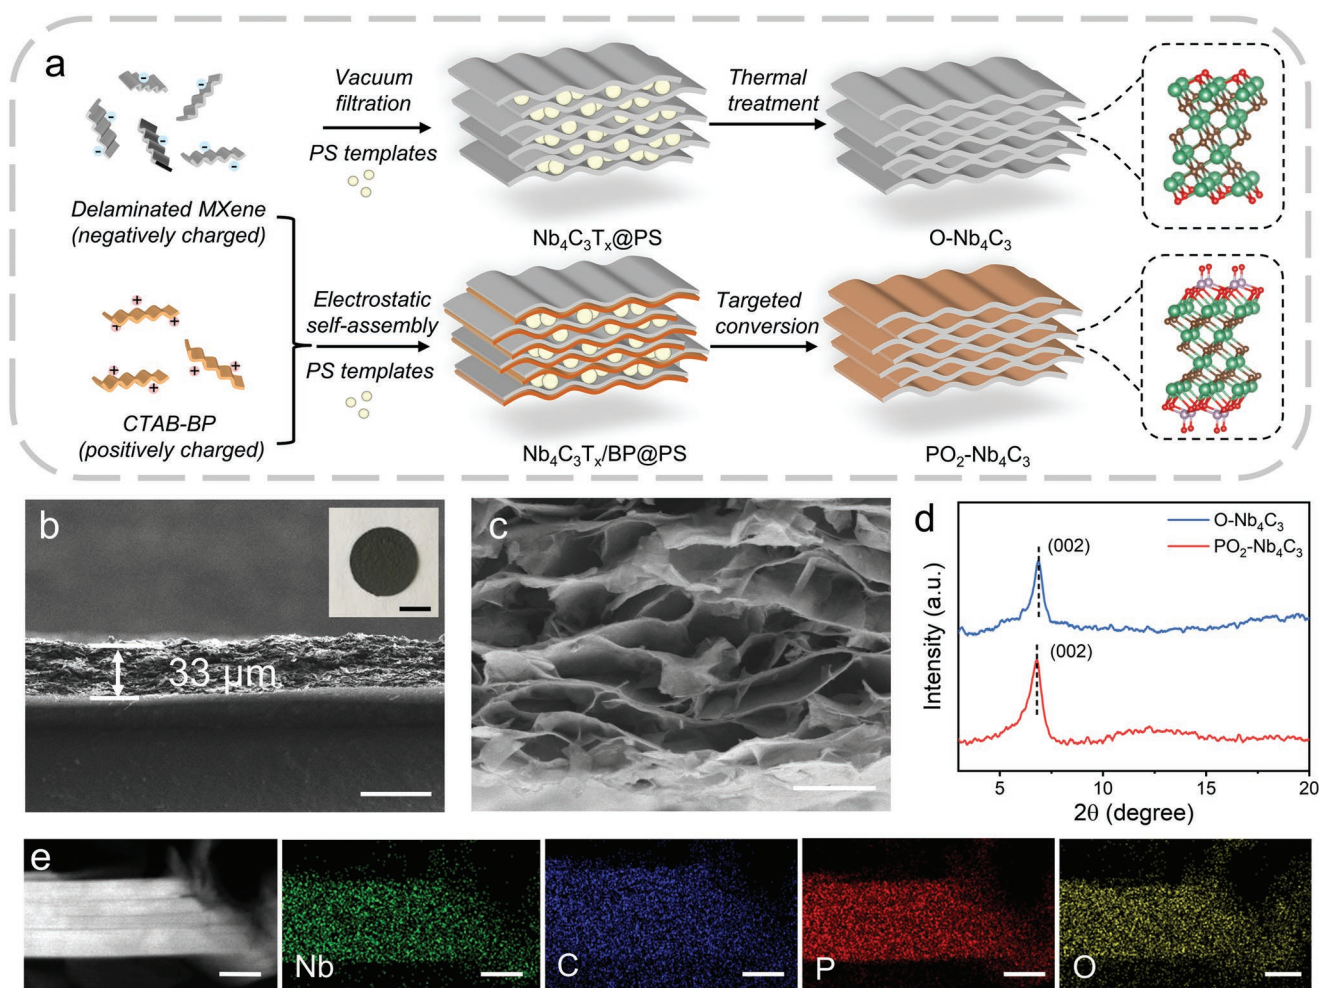 a
Vacuum
filtration
PS templates
Thermal
treatment
Delaminated MXene
(negatively charged)
Nb₄C₃Tₓ@PS
O-Nb₄C₃
Electrostatic
self-assembly
PS templates
Targeted
conversion
CTAB-BP
(positively charged)
Nb₄C₃Tₓ/BP@PS
PO₂-Nb₄C₃
b
33 μm
c
d
O-Nb₄C₃
PO₂-Nb₄C₃
(002)
(002)
Intensity (a.u.)
5 10 15 20
2θ (degree)
e
Nb
C
P
O